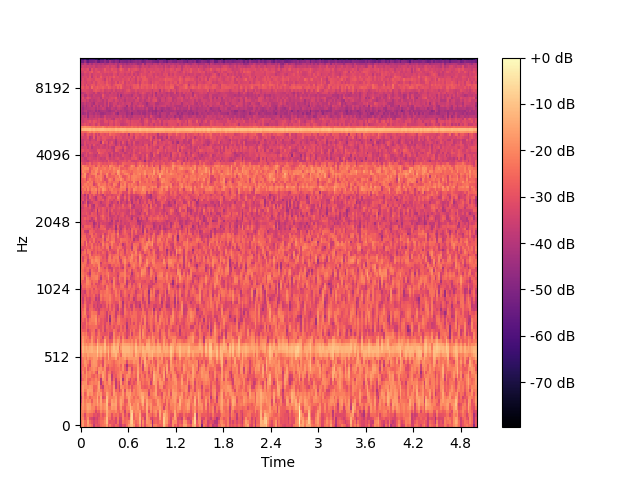 +0 dB
8192
-10 dB
4096
-20 dB
-30 dB
2048
Hz
-40 dB
1024
-50 dB
-60 dB
512
-70 dB
0
0 0.6 1.2 1.8 2.4 3 3.6 4.2 4.8
Time